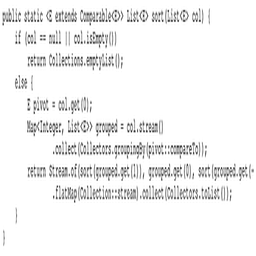 public static <E extends Comparable<E>> List<E> sort(List<E> col) {
if (col == null || col.isEmpty())
return Collections.emptyList();
else {
E pivot = col.get(0);
Map<Integer, List<E>> grouped = col.stream()
.collect(Collectors.groupingBy(pivot::compareTo));
return Stream.of(sort(grouped.get(1)), grouped.get(0), sort(grouped.get(-
.flatMap(Collection::stream).collect(Collectors.toList());
}
}